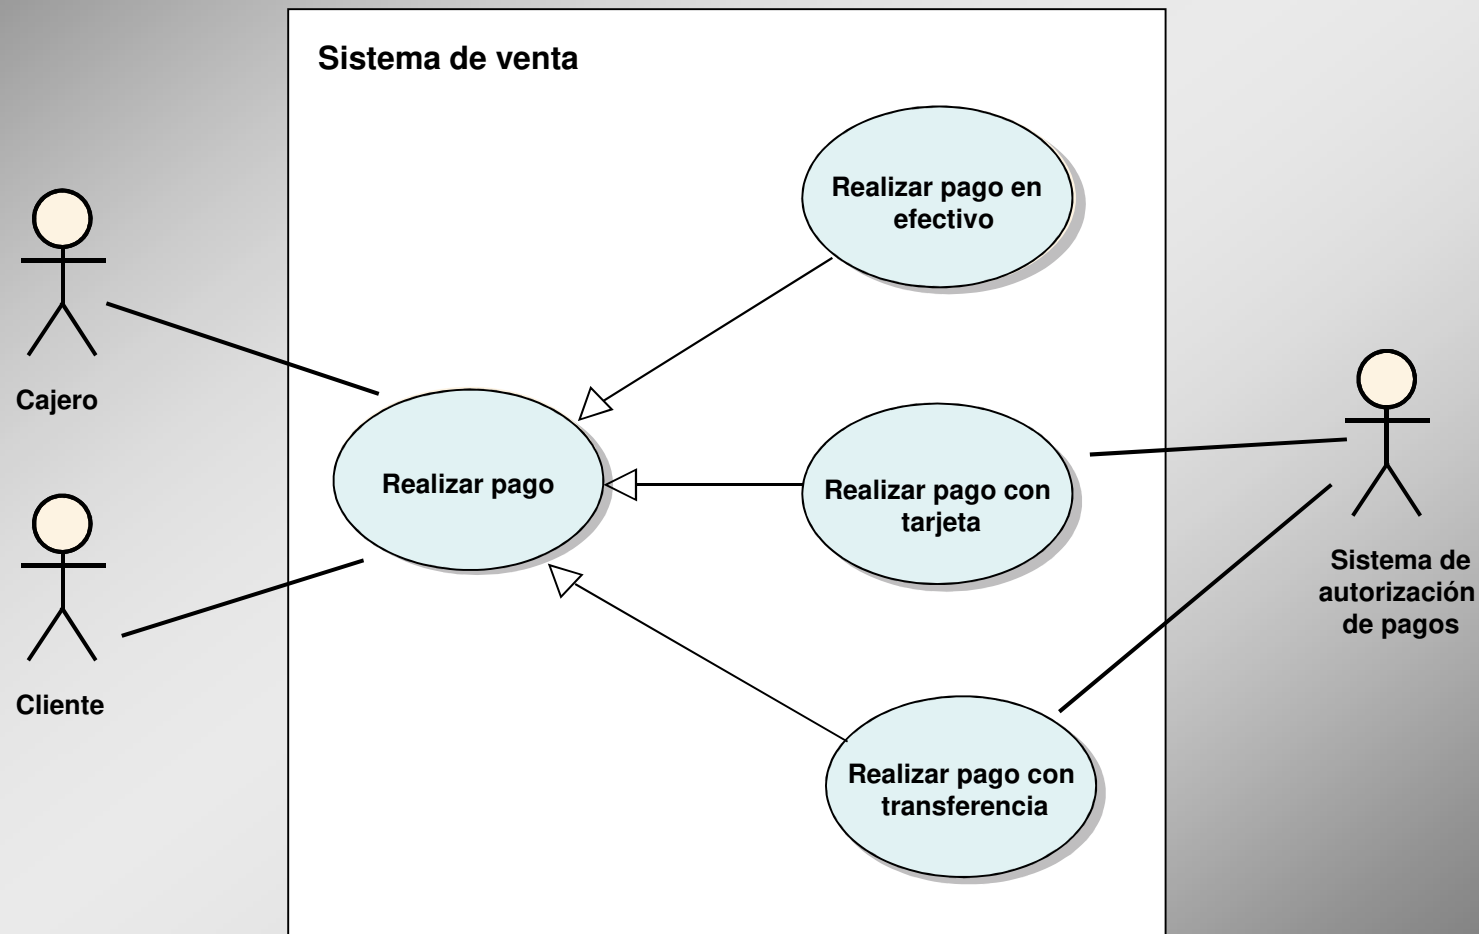 Sistema de venta
Realizar pago en
efectivo
Cajero
Realizar pago
Realizar pago con
tarjeta
Sistema de
autorización
de pagos
Cliente
Realizar pago con
transferencia